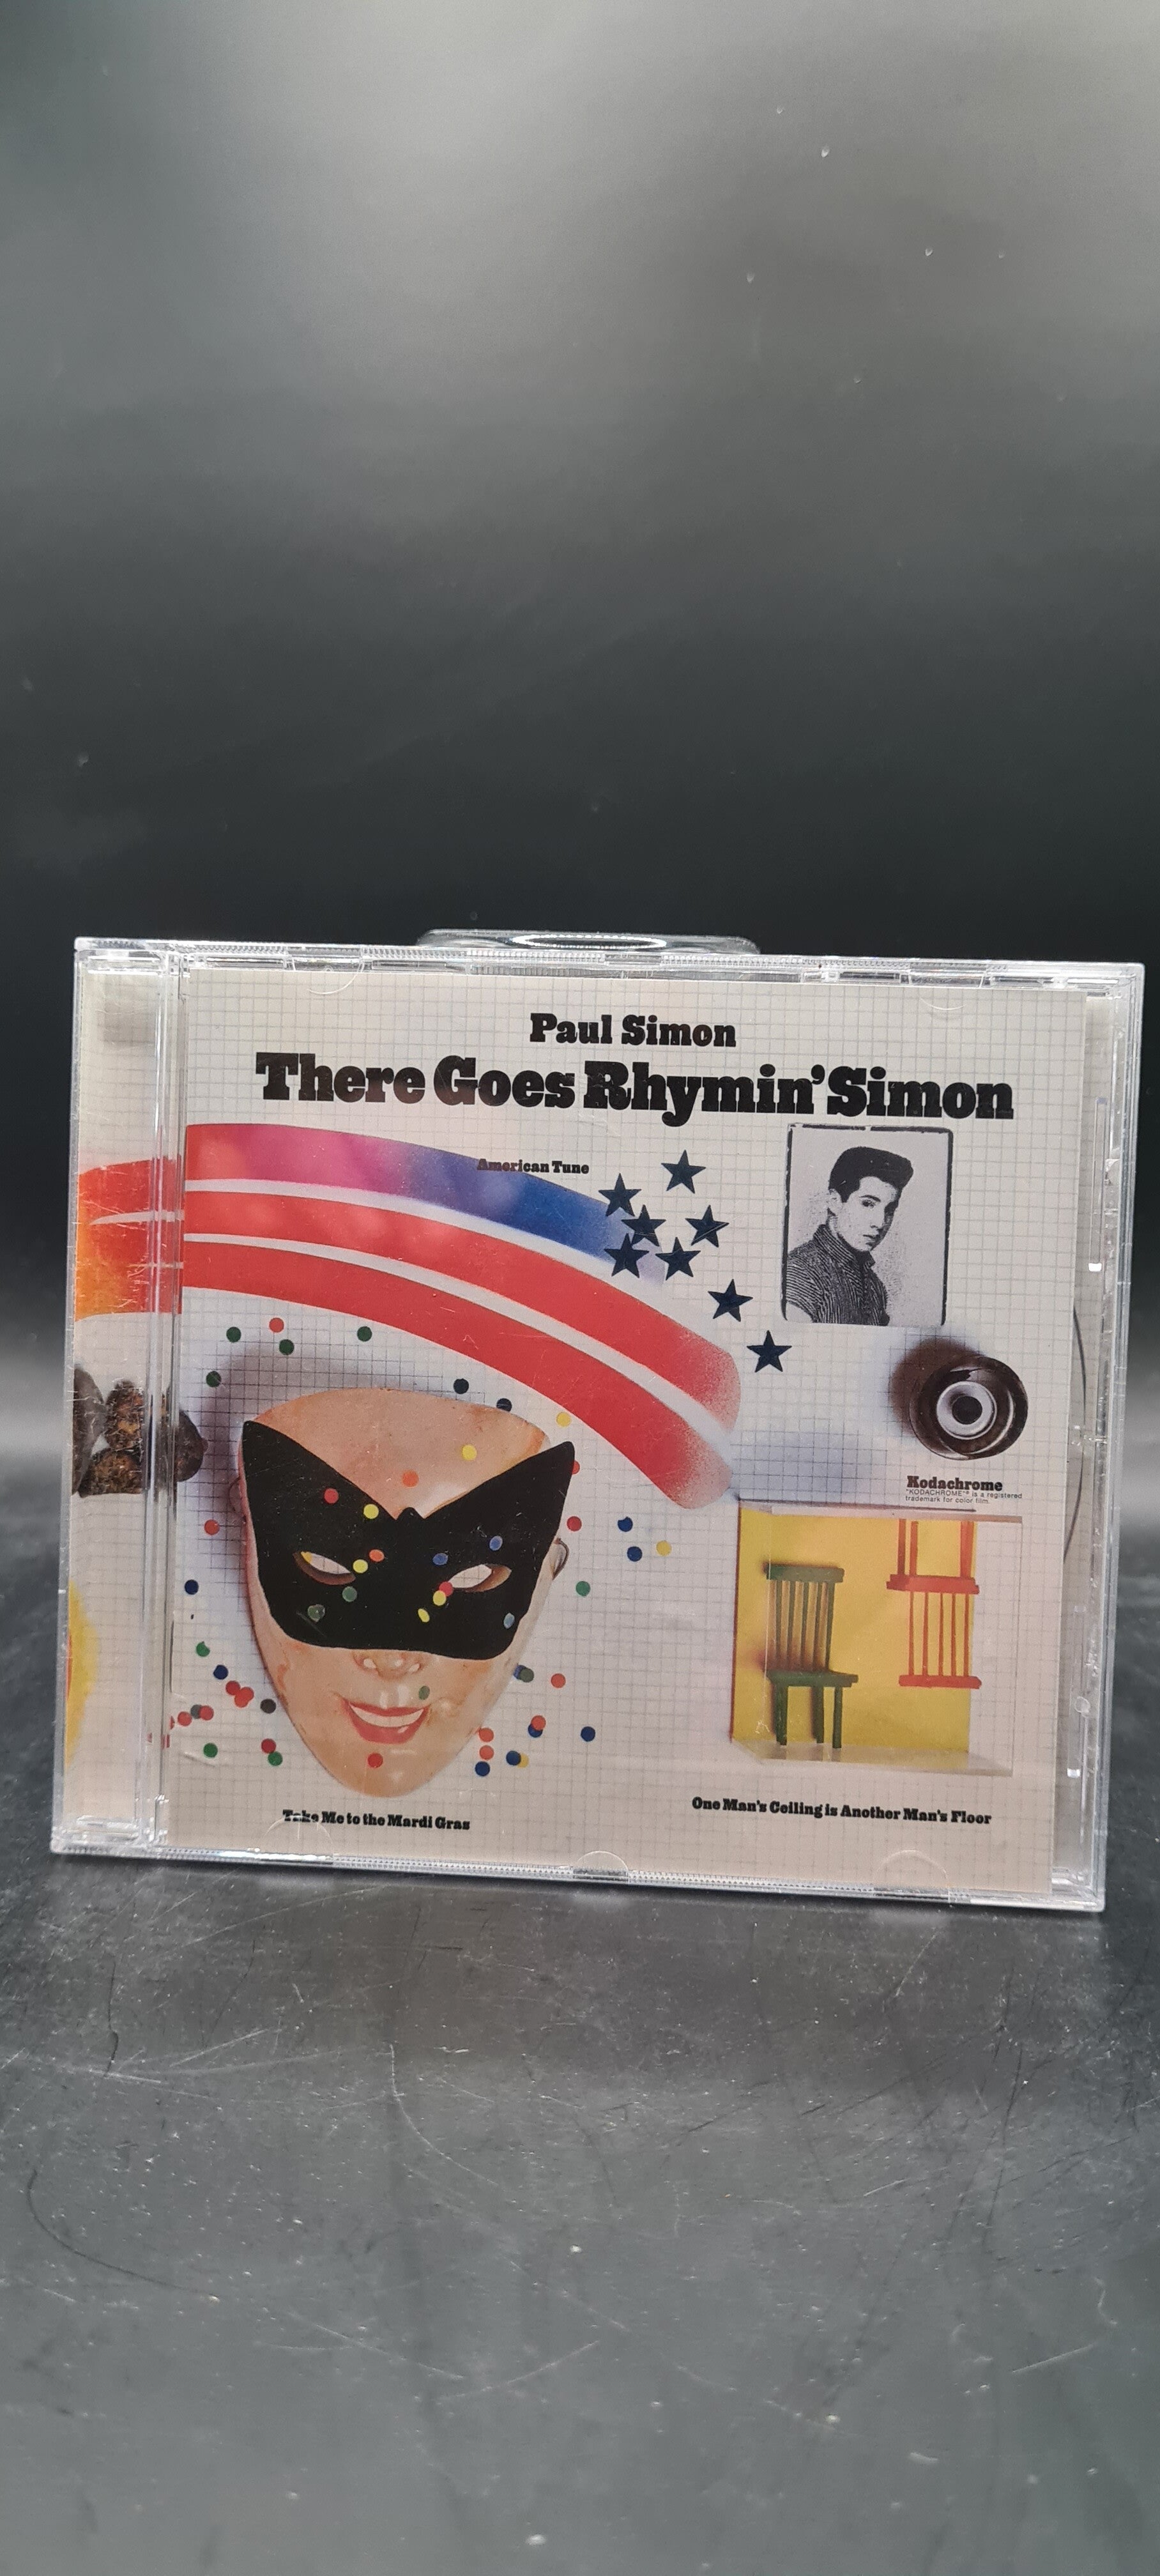 Paul Simon
There Goes Rhymin' Simon
American Tune
Kodachrome
"KODACHROME"® is a registered
trademark for color film.
Take Me to the Mardi Gras
One Man's Ceiling is Another Man's Floor